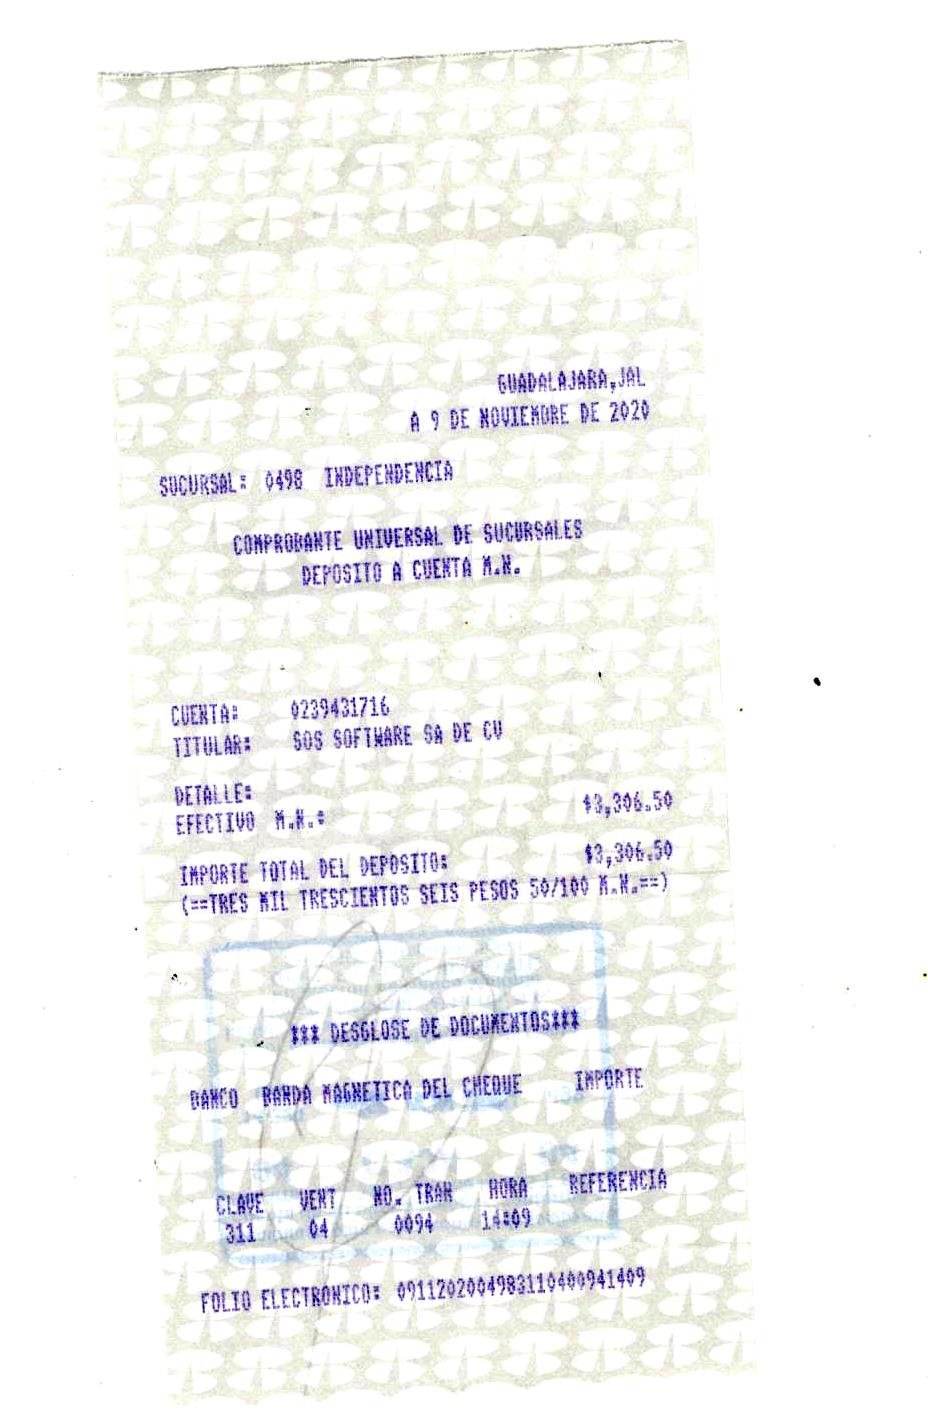 GUADALAJARA,JAL
A 9 DE NOVIEMBRE DE 2020
SUCURSAL: 0498 INDEPENDENCIA
COMPROBANTE UNIVERSAL DE SUCURSALES
DEPOSITO A CUENTA M.N.
CUENTA: 0239431716
TITULAR: SOS SOFTWARE SA DE CV
DETALLE:
EFECTIVO M.N.: $3,306.50
IMPORTE TOTAL DEL DEPOSITO: $3,306.50
(==TRES MIL TRESCIENTOS SEIS PESOS 50/100 M.N.==)
*** DESGLOSE DE DOCUMENTOS***
BANCO BANDA MAGNETICA DEL CHEQUE IMPORTE
CLAVE VENT NO. TRAN HORA REFERENCIA
311 04 0094 14:09
FOLIO ELECTRONICO: 0911202004983110400941409